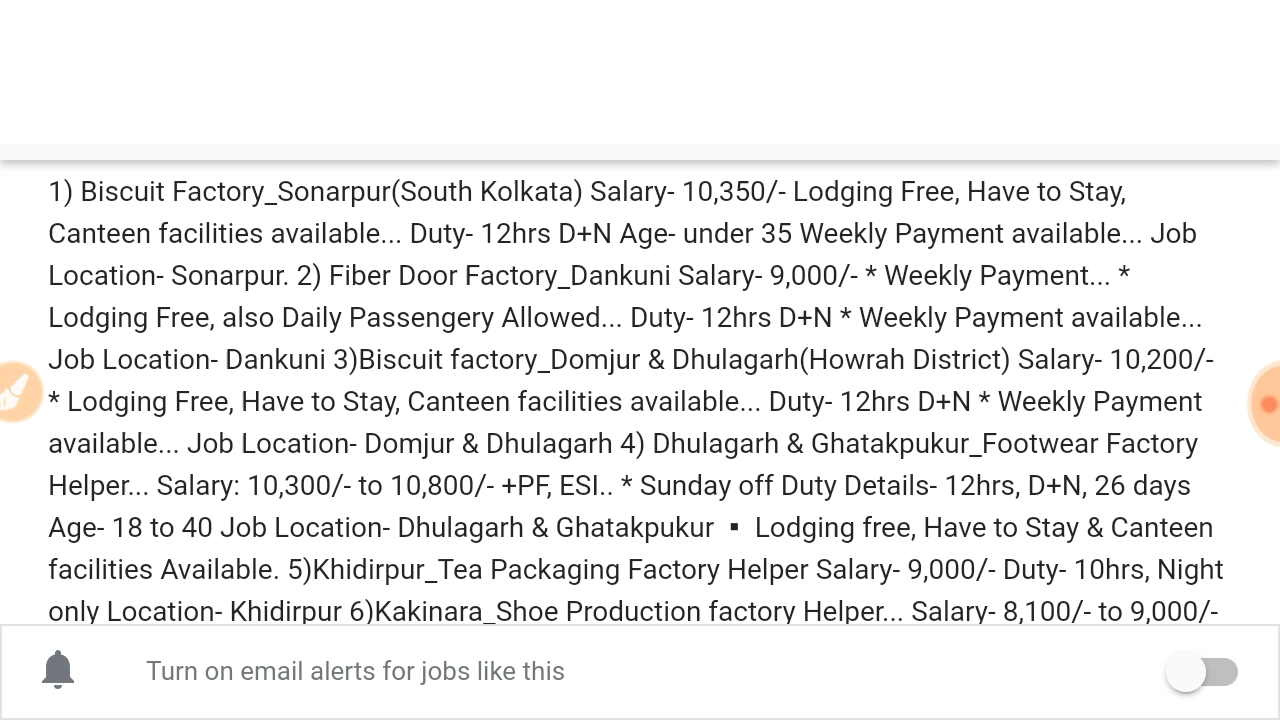 1) Biscuit Factory_Sonarpur(South Kolkata) Salary- 10,350/- Lodging Free, Have to Stay,
Canteen facilities available... Duty- 12hrs D+N Age- under 35 Weekly Payment available... Job
Location- Sonarpur. 2) Fiber Door Factory_Dankuni Salary- 9,000/- * Weekly Payment... *
Lodging Free, also Daily Passengery Allowed... Duty- 12hrs D+N * Weekly Payment available...
Job Location- Dankuni 3)Biscuit factory_Domjur & Dhulagarh(Howrah District) Salary- 10,200/-
* Lodging Free, Have to Stay, Canteen facilities available... Duty- 12hrs D+N * Weekly Payment
available... Job Location- Domjur & Dhulagarh 4) Dhulagarh & Ghatakpukur_Footwear Factory
Helper... Salary: 10,300/- to 10,800/- +PF, ESI.. * Sunday off Duty Details- 12hrs, D+N, 26 days
Age- 18 to 40 Job Location- Dhulagarh & Ghatakpukur ▪ Lodging free, Have to Stay & Canteen
facilities Available. 5)Khidirpur_Tea Packaging Factory Helper Salary- 9,000/- Duty- 10hrs, Night
only Location- Khidirpur 6)Kakinara_Shoe Production factory Helper... Salary- 8,100/- to 9,000/-
Turn on email alerts for jobs like this